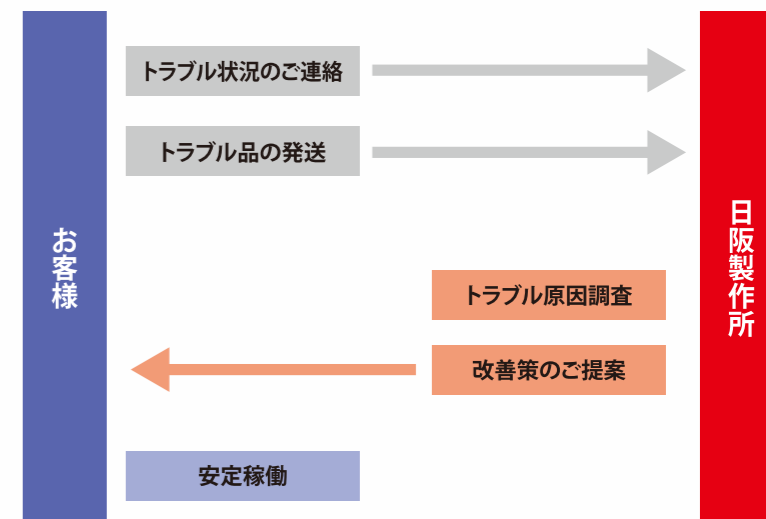 お客様
トラブル状況のご連絡
トラブル品の発送
トラブル原因調査
改善策のご提案
安定稼働
日阪製作所